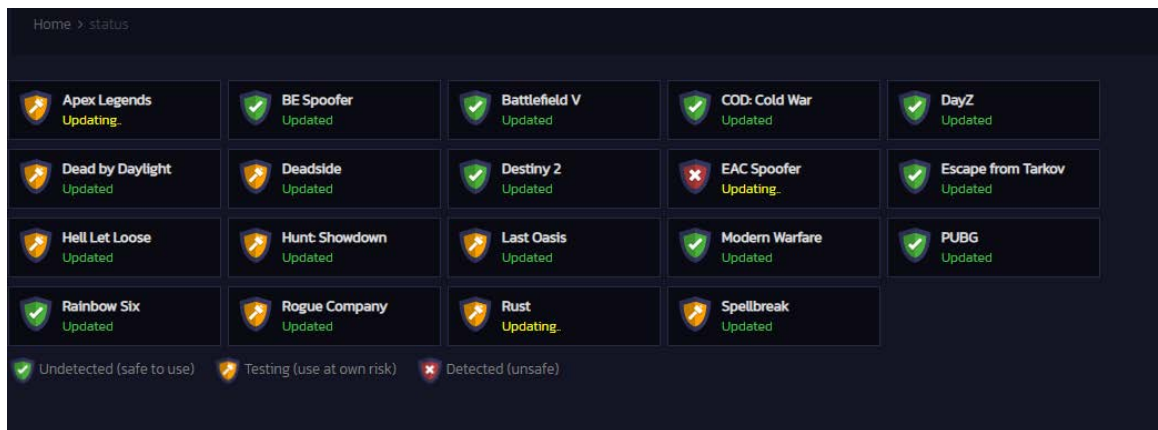 Home > status
Apex Legends
Updating..
BE Spoofer
Updated
Battlefield V
Updated
COD: Cold War
Updated
DayZ
Updated
Dead by Daylight
Updated
Deadside
Updated
Destiny 2
Updated
EAC Spoofer
Updating..
Escape from Tarkov
Updated
Hell Let Loose
Updated
Hunt: Showdown
Updated
Last Oasis
Updated
Modern Warfare
Updated
PUBG
Updated
Rainbow Six
Updated
Rogue Company
Updated
Rust
Updating..
Spellbreak
Updated
Undetected (safe to use) Testing (use at own risk) Detected (unsafe)